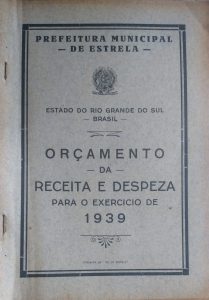 PREFEITURA MUNICIPAL
— DE ESTRELA —
ESTADO DO RIO GRANDE DO SUL
— BRASIL —
ORÇAMENTO
— DA —
RECEITA E DESPEZA
PARA O EXERCICIO DE
1939